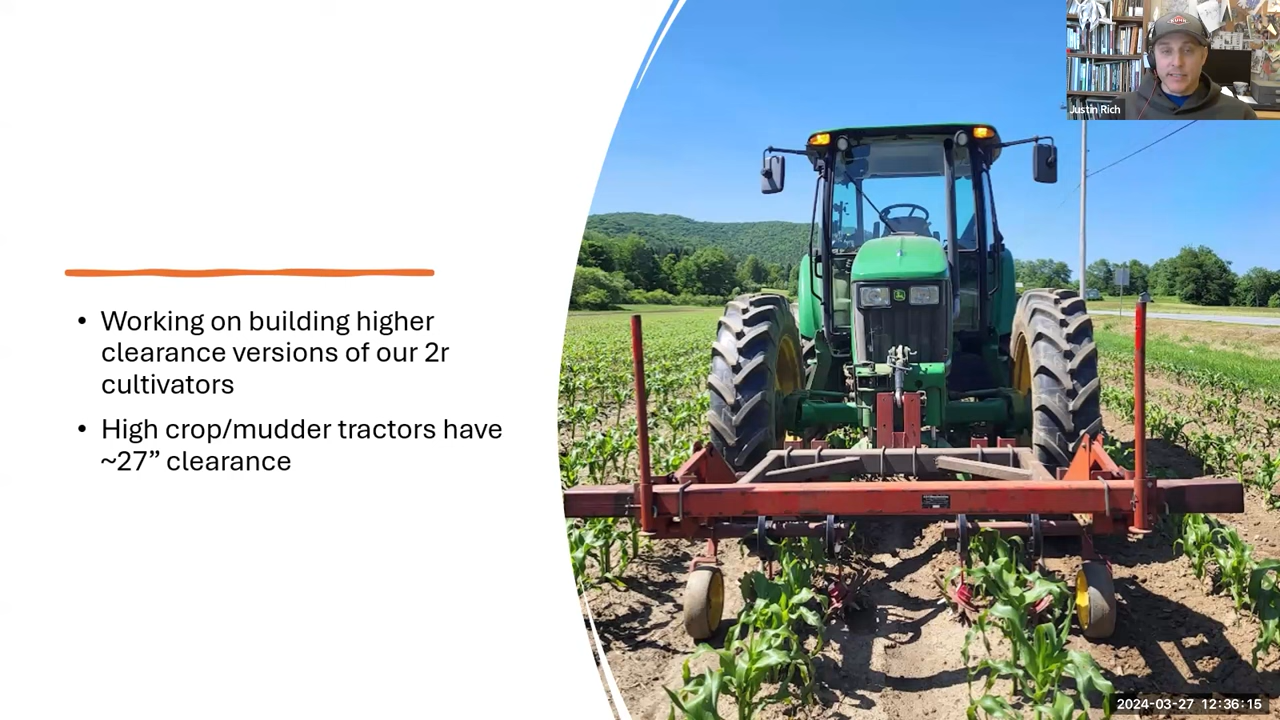 • Working on building higher
clearance versions of our 2r
cultivators
• High crop/mudder tractors have
~27” clearance
KUHN
Justin Rich
2024-03-27 12:36:15